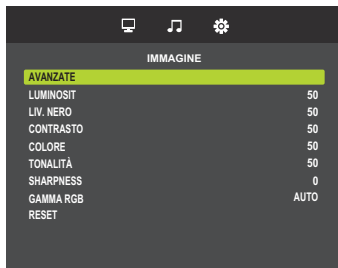 IMMAGINE
AVANZATE
LUMINOSIT 50
LIV. NERO 50
CONTRASTO 50
COLORE 50
TONALITÀ 50
SHARPNESS 0
GAMMA RGB AUTO
RESET